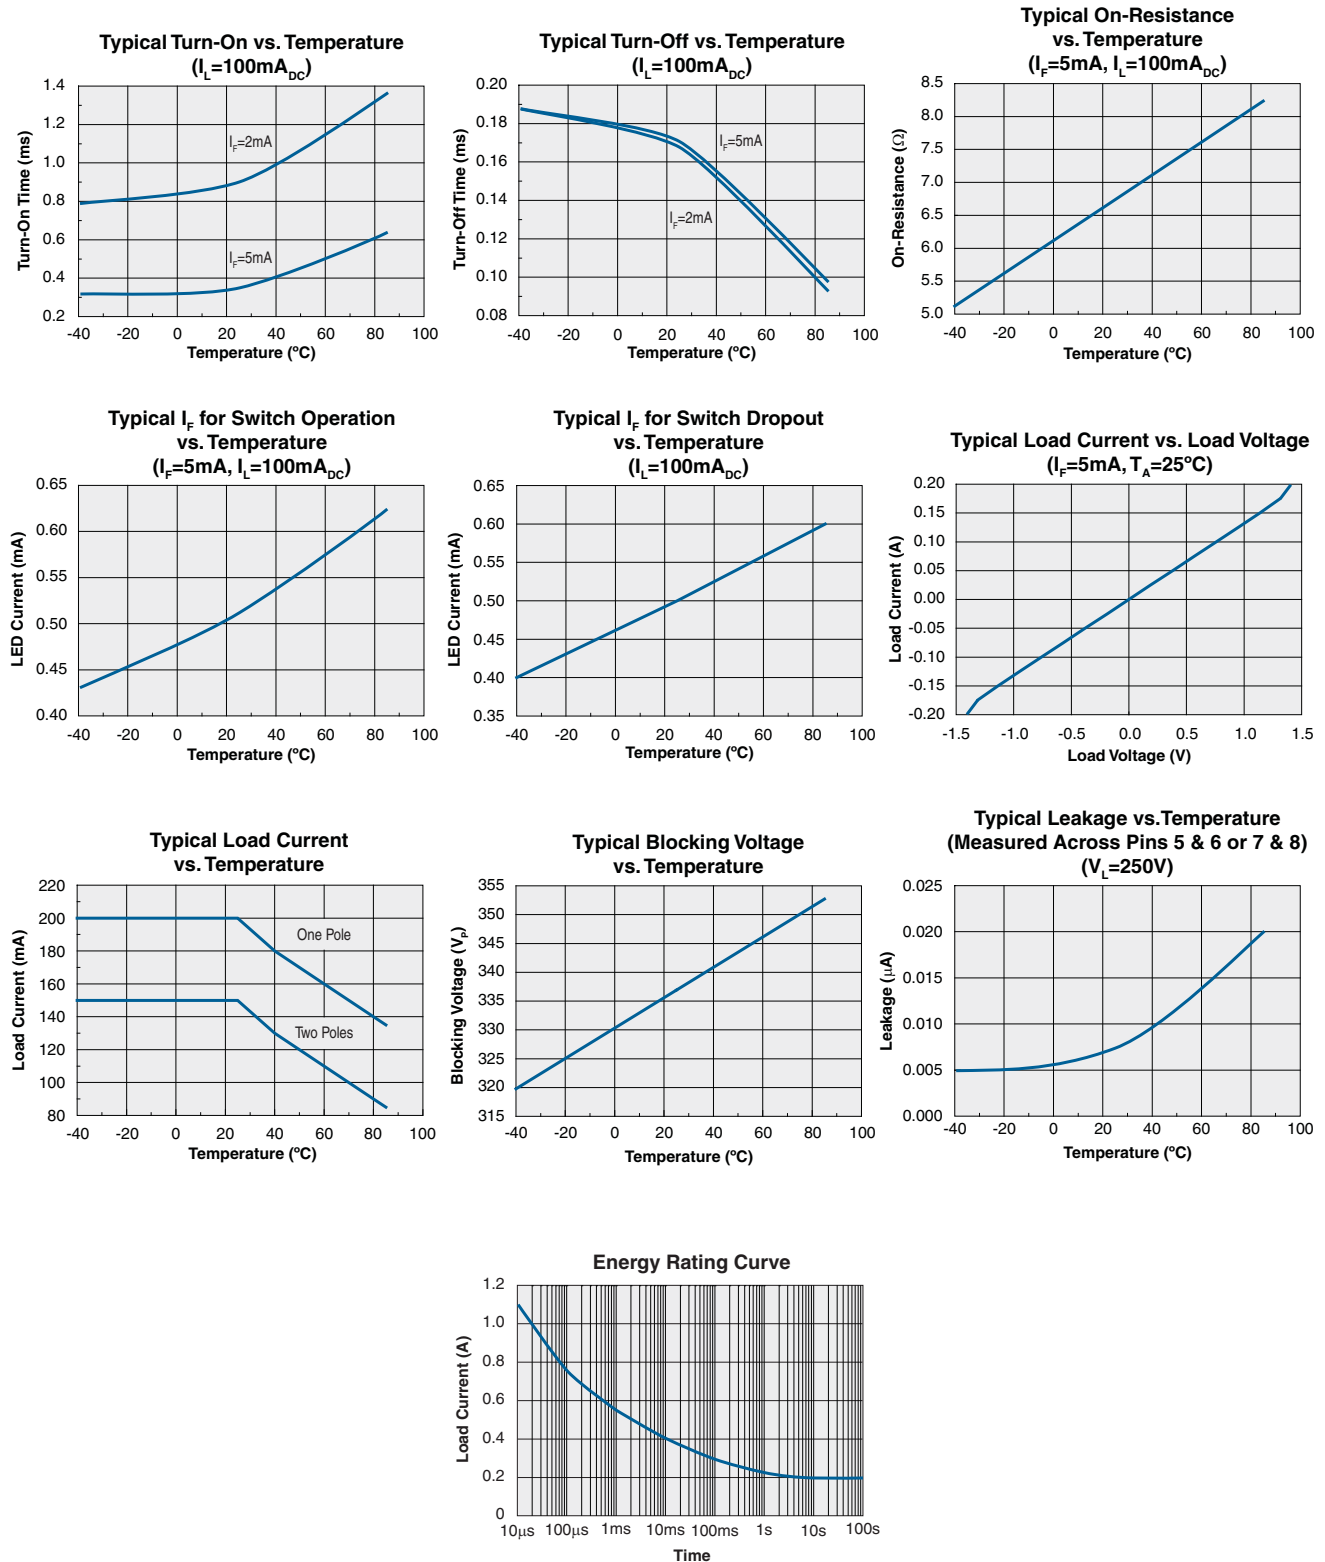 Typical Turn-On vs. Temperature
(IL=100mADC)
Turn-On Time (ms)
1.4
1.2
1.0
0.8
0.6
0.4
0.2
IF=2mA
IF=5mA
-40 -20 0 20 40 60 80 100
Temperature (ºC)
Typical Turn-Off vs. Temperature
(IL=100mADC)
Turn-Off Time (ms)
0.20
0.18
0.16
0.14
0.12
0.10
0.08
IF=5mA
IF=2mA
-40 -20 0 20 40 60 80 100
Temperature (ºC)
Typical On-Resistance
vs. Temperature
(IF=5mA, IL=100mADC)
On-Resistance (Ω)
8.5
8.0
7.5
7.0
6.5
6.0
5.5
5.0
-40 -20 0 20 40 60 80 100
Temperature (ºC)
Typical IF for Switch Operation
vs. Temperature
(IF=5mA, IL=100mADC)
LED Current (mA)
0.65
0.60
0.55
0.50
0.45
0.40
-40 -20 0 20 40 60 80 100
Temperature (ºC)
Typical IF for Switch Dropout
vs. Temperature
(IL=100mADC)
LED Current (mA)
0.65
0.60
0.55
0.50
0.45
0.40
0.35
-40 -20 0 20 40 60 80 100
Temperature (ºC)
Typical Load Current vs. Load Voltage
(IF=5mA, TA=25ºC)
Load Current (A)
0.20
0.15
0.10
0.05
0.00
-0.05
-0.10
-0.15
-0.20
-1.5 -1.0 -0.5 0.0 0.5 1.0 1.5
Load Voltage (V)
Typical Load Current
vs. Temperature
Load Current (mA)
220
200
180
160
140
120
100
80
One Pole
Two Poles
-40 -20 0 20 40 60 80 100
Temperature (ºC)
Typical Blocking Voltage
vs. Temperature
Blocking Voltage (VP)
355
350
345
340
335
330
325
320
315
-40 -20 0 20 40 60 80 100
Temperature (ºC)
Typical Leakage vs.Temperature
(Measured Across Pins 5 & 6 or 7 & 8)
(VL=250V)
Leakage (µA)
0.025
0.020
0.015
0.010
0.005
0.000
-40 -20 0 20 40 60 80 100
Temperature (ºC)
Energy Rating Curve
Load Current (A)
1.2
1.0
0.8
0.6
0.4
0.2
0
10µs 100µs 1ms 10ms 100ms 1s 10s 100s
Time